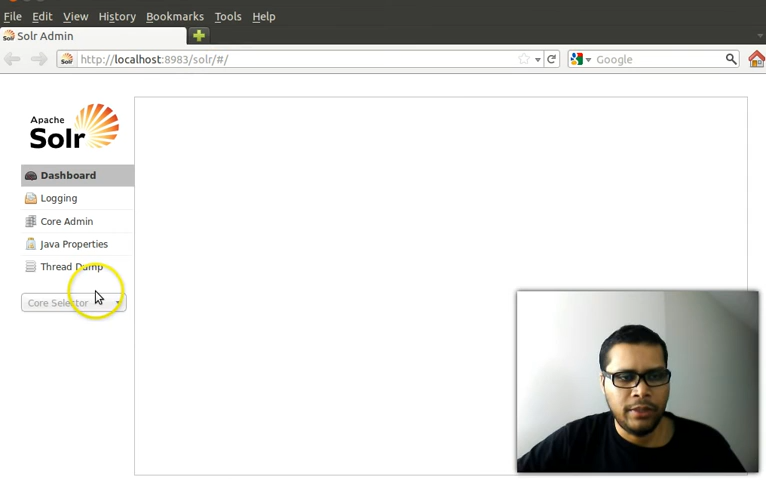 File Edit View History Bookmarks Tools Help
Solr Admin
http://localhost:8983/solr/#/
Google
Apache
Solr
Dashboard
Logging
Core Admin
Java Properties
Thread Dump
Core Selector